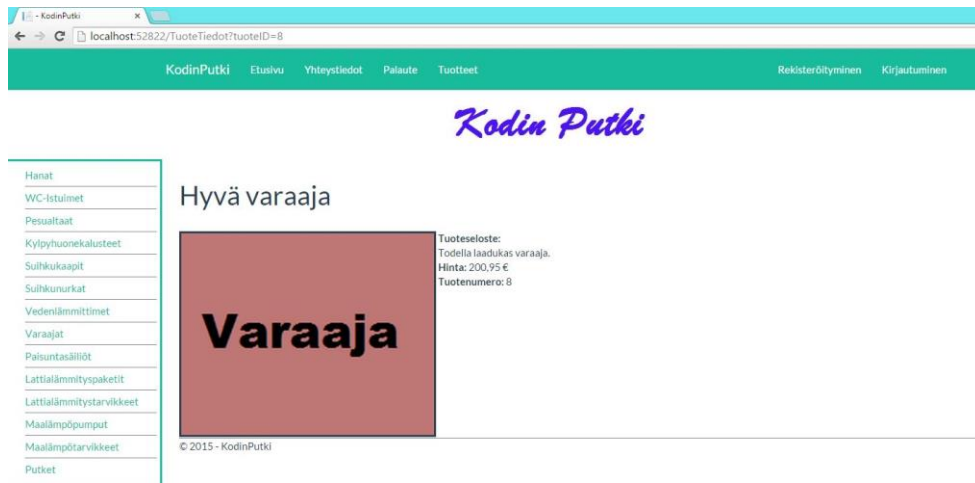 - KodinPutki
localhost:52822/TuoteTiedot?tuoteID=8
KodinPutki Etusivu Yhteystiedot Palaute Tuotteet Rekisteröityminen Kirjautuminen
Kodin Putki
Hanat
WC-Istuimet
Pesualtaat
Kylpyhuonekalusteet
Suihkukaapit
Suihkunurkat
Vedenlämmittimet
Varaajat
Paisuntasäiliöt
Lattialämmityspaketit
Lattialämmitystarvikkeet
Maalämpöpumput
Maalämpötarvikkeet
Putket
Hyvä varaaja
Varaaja
Tuoteseloste:
Todella laadukas varaaja.
Hinta: 200,95 €
Tuotenumero: 8
© 2015 - KodinPutki